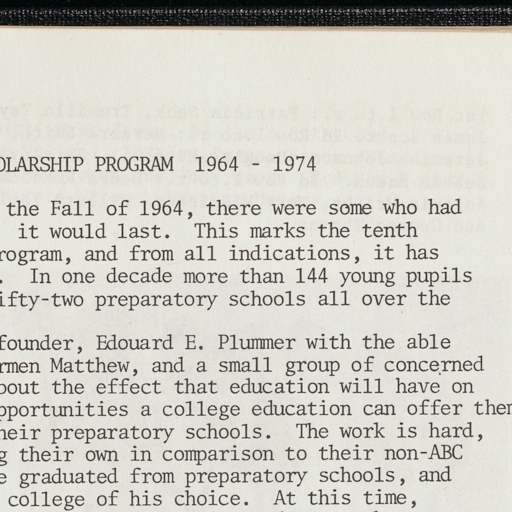 OLARSHIP PROGRAM 1964 - 1974
the Fall of 1964, there were some who had
it would last. This marks the tenth
rogram, and from all indications, it has
. In one decade more than 144 young pupils
ifty-two preparatory schools all over the
founder, Edouard E. Plummer with the able
rmen Matthew, and a small group of concerned
bout the effect that education will have on
pportunities a college education can offer them
heir preparatory schools. The work is hard,
g their own in comparison to their non-ABC
e graduated from preparatory schools, and
college of his choice. At this time,